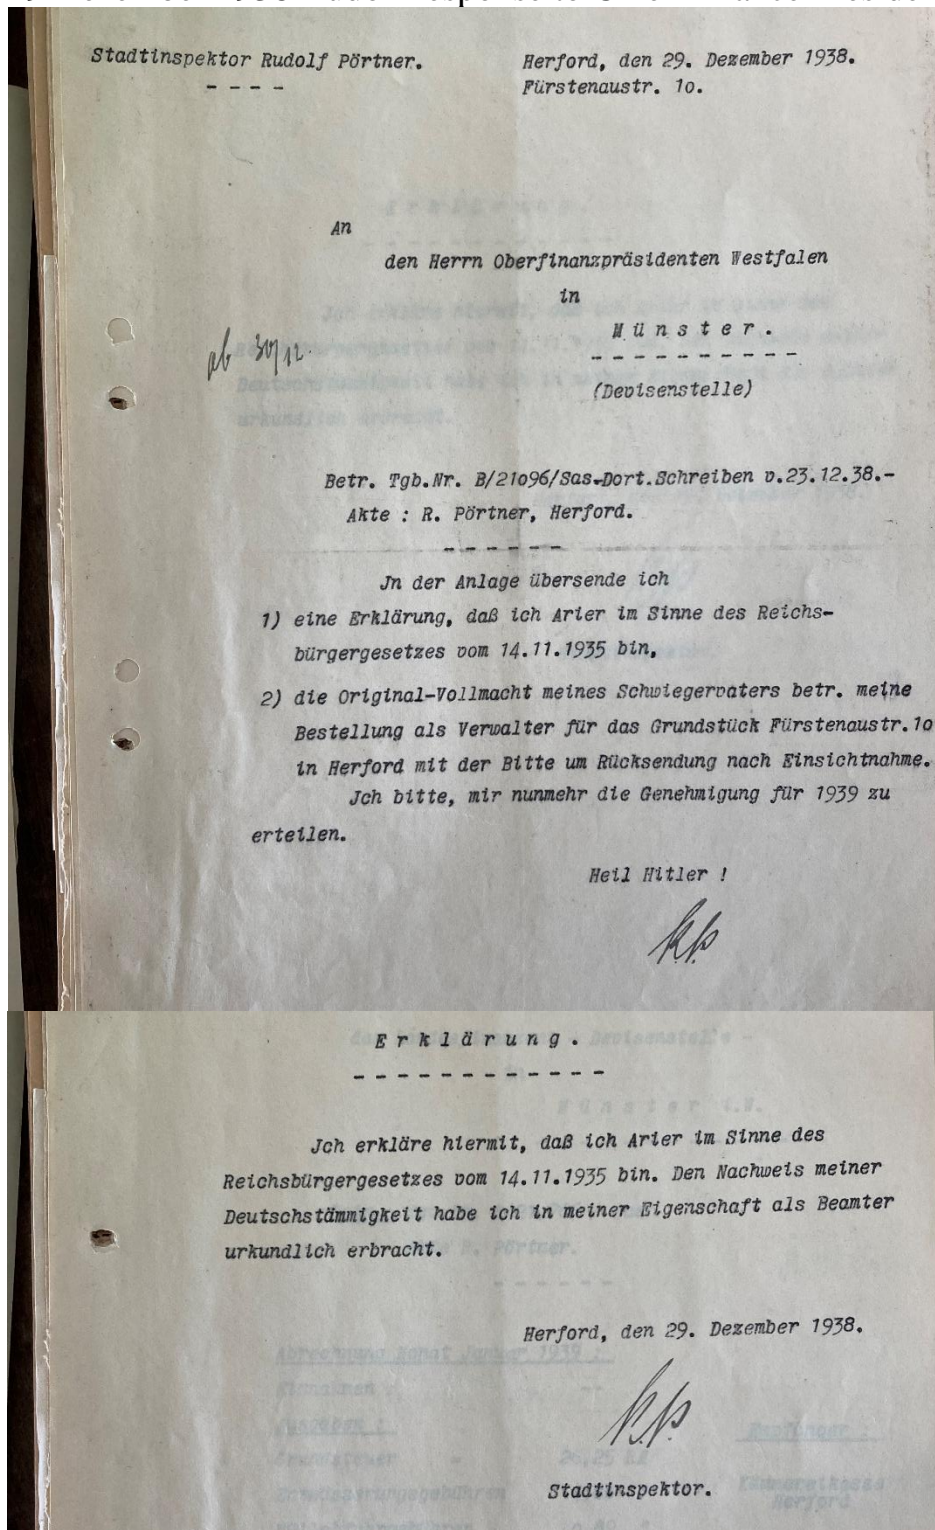 Stadtinspektor Rudolf Pörtner.
- - - -
Herford, den 29. Dezember 1938.
Fürstenaustr. 1o.
An
den Herrn Oberfinanzpräsidenten Westfalen
in
M ü n s t e r .
- - - - - - - - - -
(Devisenstelle)
ab 30/12.
Betr. Tgb.Nr. B/21o96/Sas.Dort.Schreiben v.23.12.38.-
Akte : R. Pörtner, Herford.
- - - - - -
Jn der Anlage übersende ich
1) eine Erklärung, daß ich Arier im Sinne des Reichs-
bürgergesetzes vom 14.11.1935 bin,
2) die Original-Vollmacht meines Schwiegervaters betr. meine
Bestellung als Verwalter für das Grundstück Fürstenaustr.1o
in Herford mit der Bitte um Rücksendung nach Einsichtnahme.
Jch bitte, mir nunmehr die Genehmigung für 1939 zu
erteilen.
Heil Hitler !
E r k l ä r u n g .
- - - - - - - - - - - -
Jch erkläre hiermit, daß ich Arier im Sinne des
Reichsbürgergesetzes vom 14.11.1935 bin. Den Nachweis meiner
Deutschstämmigkeit habe ich in meiner Eigenschaft als Beamter
urkundlich erbracht.
Herford, den 29. Dezember 1938.
Stadtinspektor.